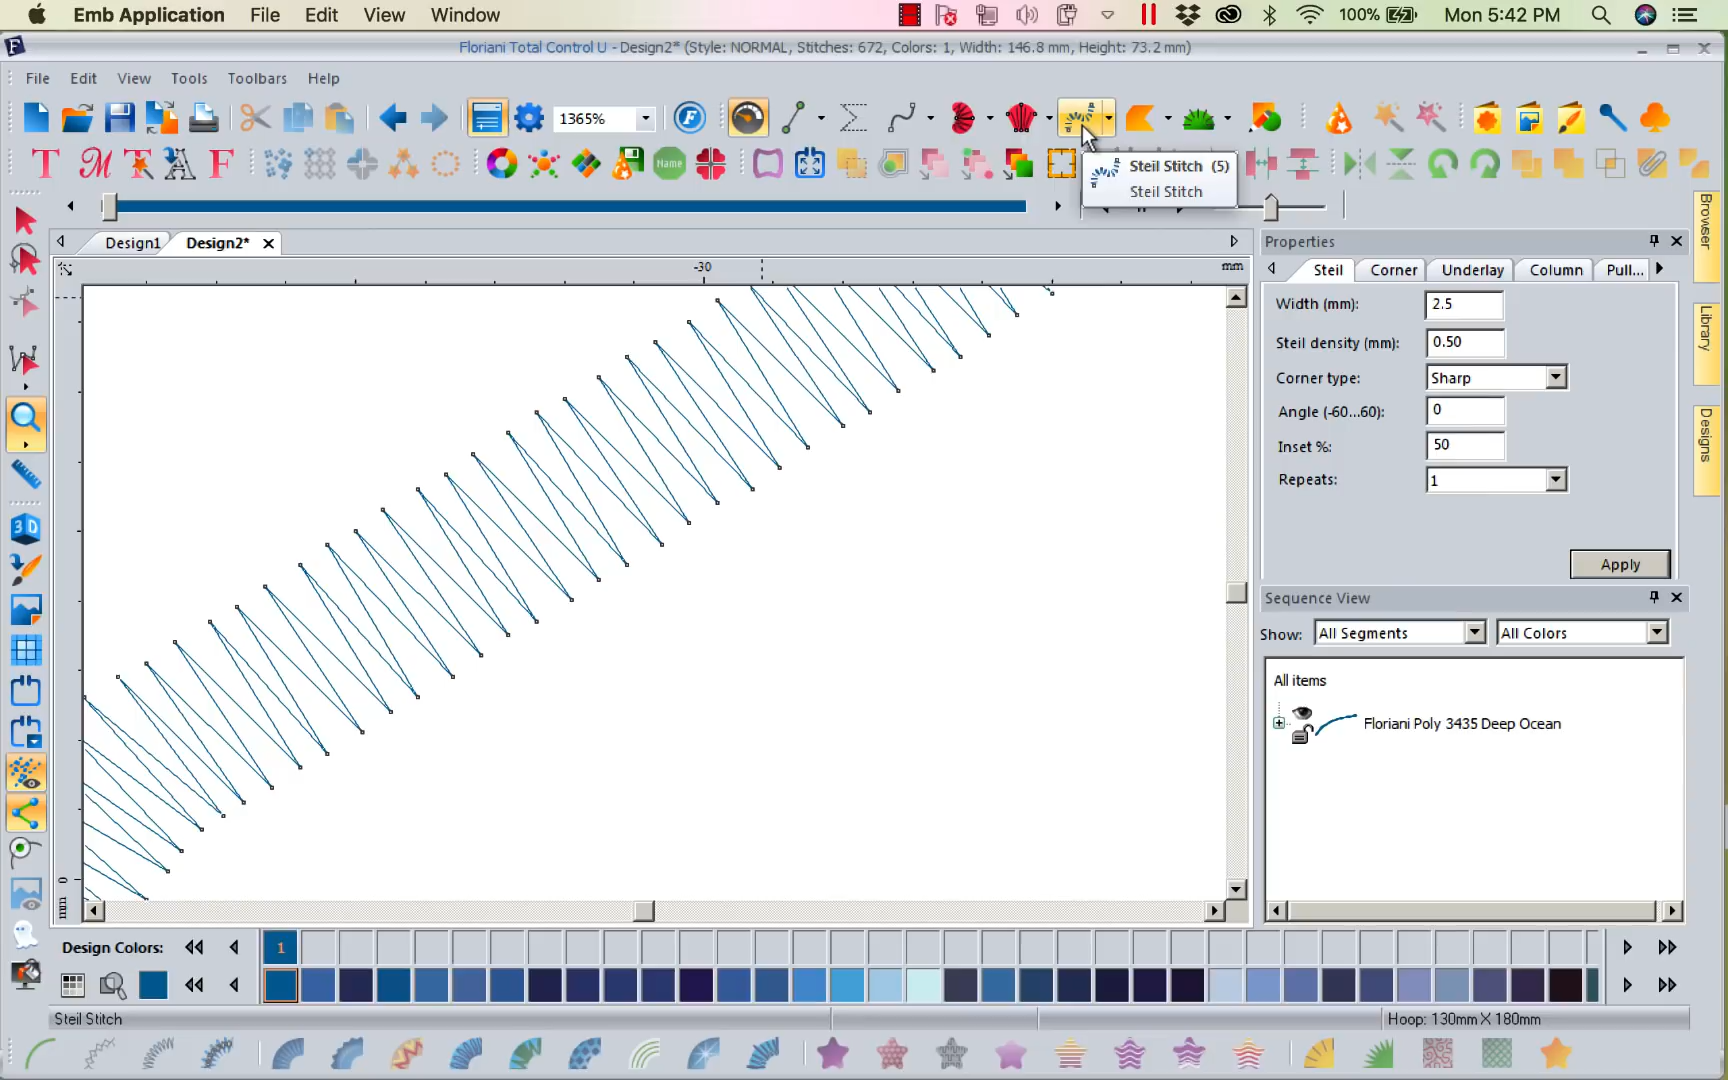 Emb Application File Edit View Window 100% Mon 5:42 PM
Floriani Total Control U - Design2* (Style: NORMAL, Stitches: 672, Colors: 1, Width: 146.8 mm, Height: 73.2 mm)
File Edit View Tools Toolbars Help
1365%
Name
Steil Stitch (5)
Steil Stitch
Design1 Design2*
-30 mm
0
mm
3D
Properties
Steil Corner Underlay Column Pull...
Width (mm): 2.5
Steil density (mm): 0.50
Corner type: Sharp
Angle (-60...60): 0
Inset %: 50
Repeats: 1
Apply
Sequence View
Show: All Segments All Colors
All items
Floriani Poly 3435 Deep Ocean
Browser
Library
Designs
Design Colors: 1
Steil Stitch Hoop: 130mm X 180mm